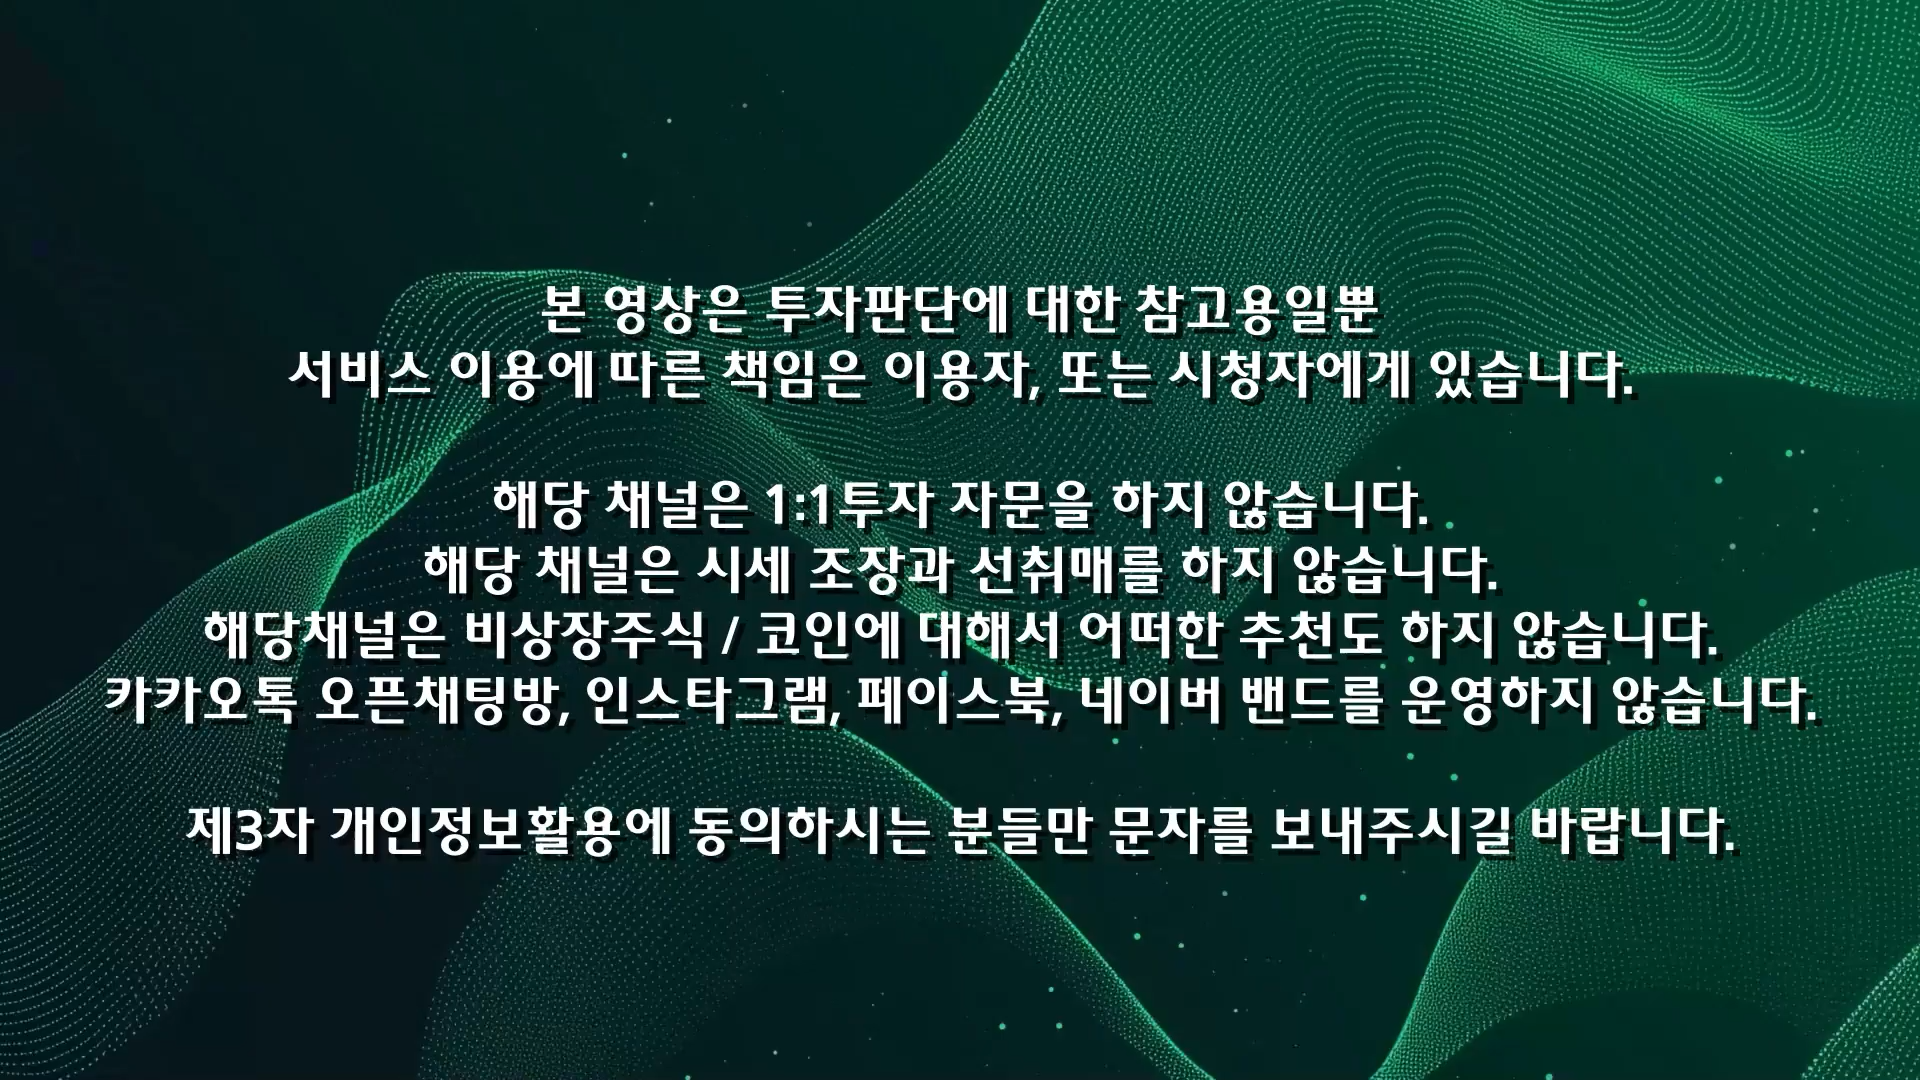 본 영상은 투자판단에 대한 참고용일뿐
서비스 이용에 따른 책임은 이용자, 또는 시청자에게 있습니다.
해당 채널은 1:1투자 자문을 하지 않습니다.
해당 채널은 시세 조장과 선취매를 하지 않습니다.
해당채널은 비상장주식 / 코인에 대해서 어떠한 추천도 하지 않습니다.
카카오톡 오픈채팅방, 인스타그램, 페이스북, 네이버 밴드를 운영하지 않습니다.
제3자 개인정보활용에 동의하시는 분들만 문자를 보내주시길 바랍니다.